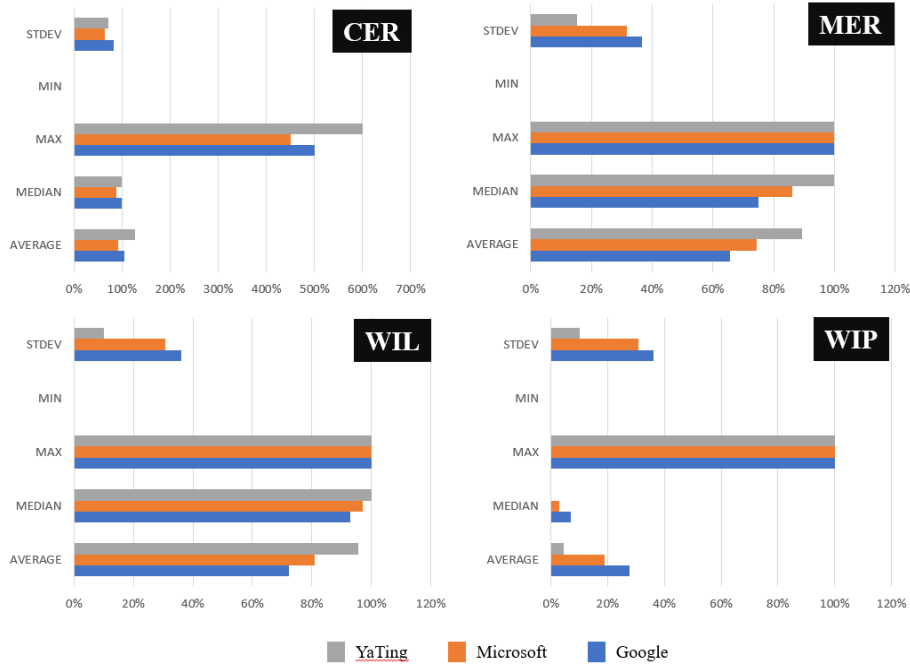 CER
STDEV
MIN
MAX
MEDIAN
AVERAGE
0% 100% 200% 300% 400% 500% 600% 700%
MER
STDEV
MIN
MAX
MEDIAN
AVERAGE
0% 20% 40% 60% 80% 100% 120%
WIL
STDEV
MIN
MAX
MEDIAN
AVERAGE
0% 20% 40% 60% 80% 100% 120%
WIP
STDEV
MIN
MAX
MEDIAN
AVERAGE
0% 20% 40% 60% 80% 100% 120%
YaTing Microsoft Google